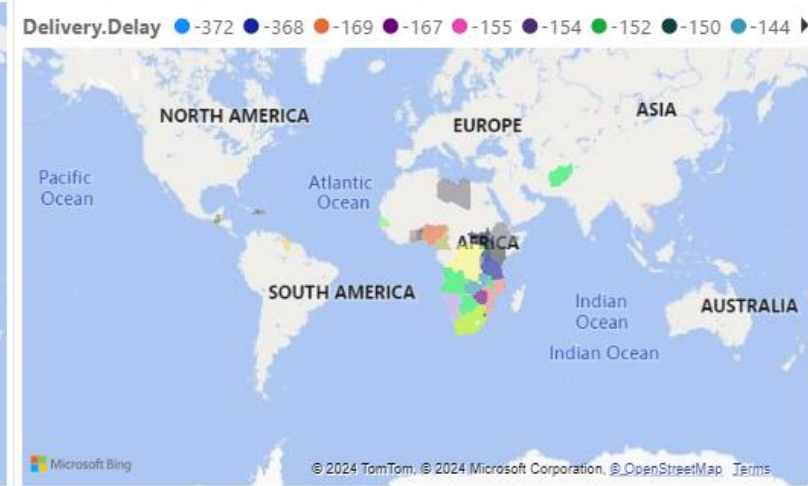 Delivery.Delay -372 -368 -169 -167 -155 -154 -152 -150 -144
NORTH AMERICA
EUROPE
ASIA
Pacific
Ocean
Atlantic
Ocean
AFRICA
SOUTH AMERICA
Indian
Ocean
AUSTRALIA
Indian Ocean
Microsoft Bing
© 2024 TomTom, © 2024 Microsoft Corporation, © OpenStreetMap Terms